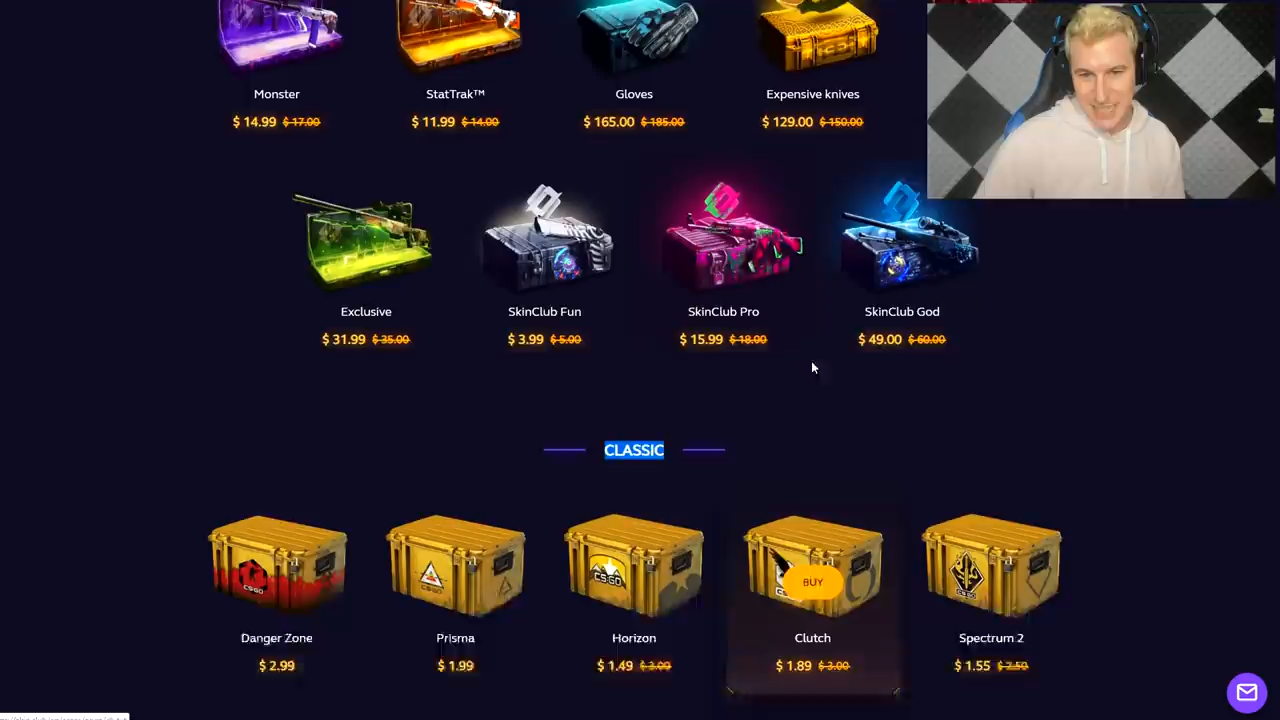 Monster
StatTrak™
Gloves
Expensive knives
$ 14.99 $ 17.00
$ 11.99 $ 14.00
$ 165.00 $ 185.00
$ 129.00 $ 150.00
Exclusive
SkinClub Fun
SkinClub Pro
SkinClub God
$ 31.99 $ 35.00
$ 3.99 $ 5.00
$ 15.99 $ 18.00
$ 49.00 $ 60.00
CLASSIC
CS:GO
BUY
Danger Zone
Prisma
Horizon
Clutch
Spectrum 2
$ 2.99
$ 1.99
$ 1.49 $ 3.00
$ 1.89 $ 3.00
$ 1.55 $ 2.50